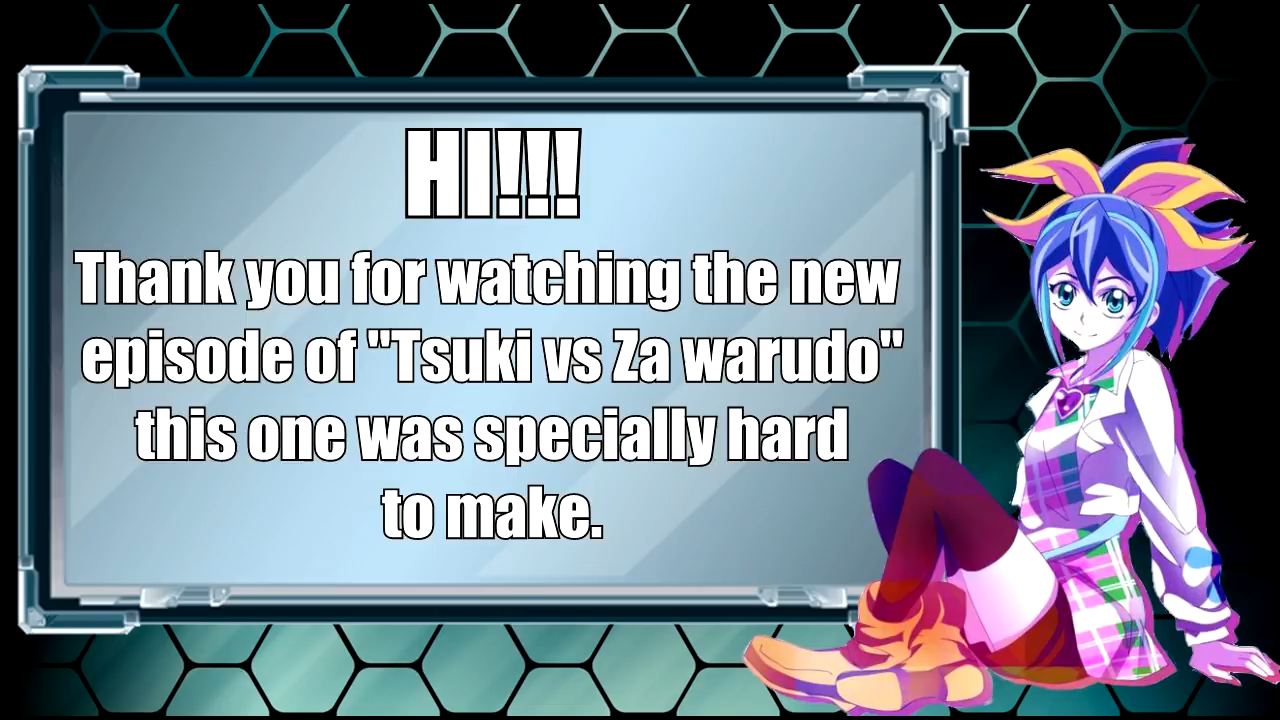 HI!!!
Thank you for watching the new
episode of "Tsuki vs Za warudo"
this one was specially hard
to make.